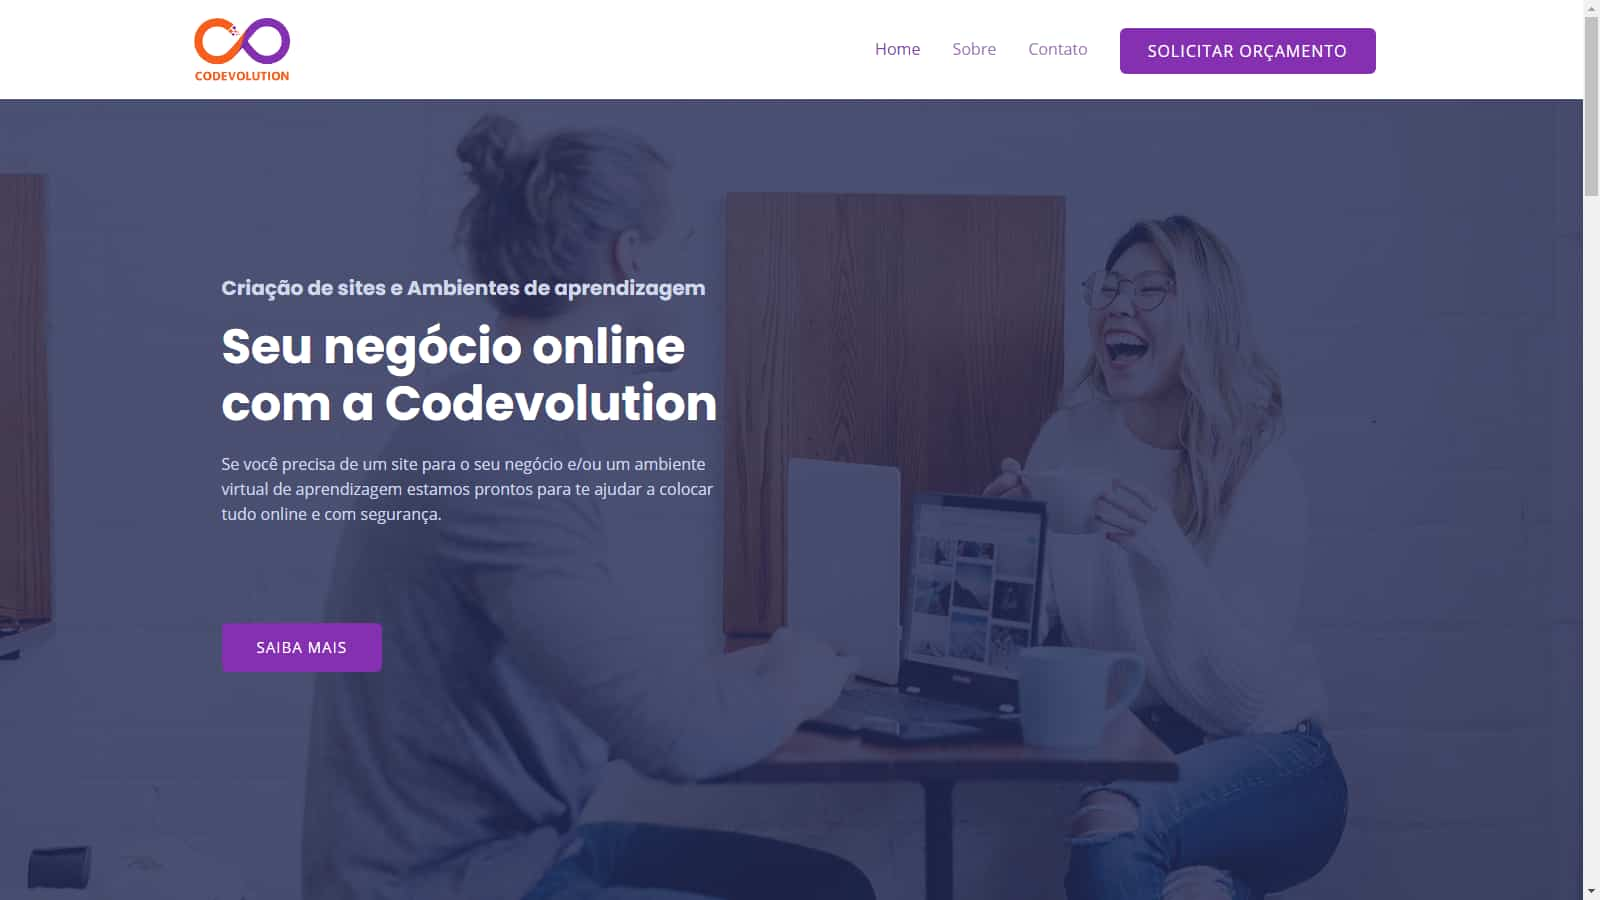 CODEVOLUTION
Home
Sobre
Contato
SOLICITAR ORÇAMENTO
Criação de sites e Ambientes de aprendizagem
Seu negócio online
com a Codevolution
Se você precisa de um site para o seu negócio e/ou um ambiente
virtual de aprendizagem estamos prontos para te ajudar a colocar
tudo online e com segurança.
SAIBA MAIS